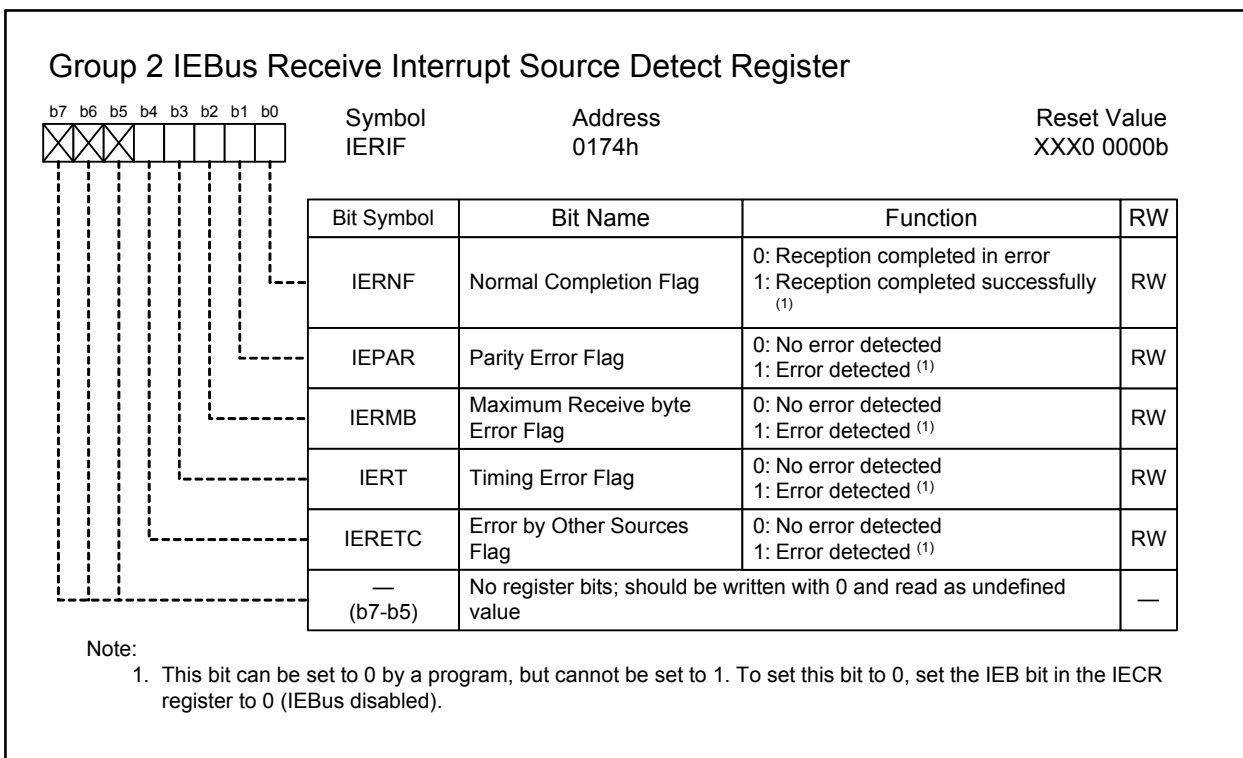 Group 2 IEBus Receive Interrupt Source Detect Register
b7 b6 b5 b4 b3 b2 b1 b0
Symbol Address Reset Value
IERIF 0174h XXX0 0000b
Bit Symbol Bit Name Function RW
IERNF Normal Completion Flag 0: Reception completed in error
1: Reception completed successfully
(1) RW
IEPAR Parity Error Flag 0: No error detected
1: Error detected (1) RW
IERMB Maximum Receive byte
Error Flag 0: No error detected
1: Error detected (1) RW
IERT Timing Error Flag 0: No error detected
1: Error detected (1) RW
IERETC Error by Other Sources
Flag 0: No error detected
1: Error detected (1) RW
—
(b7-b5) No register bits; should be written with 0 and read as undefined
value —
Note:
1. This bit can be set to 0 by a program, but cannot be set to 1. To set this bit to 0, set the IEB bit in the IECR
register to 0 (IEBus disabled).